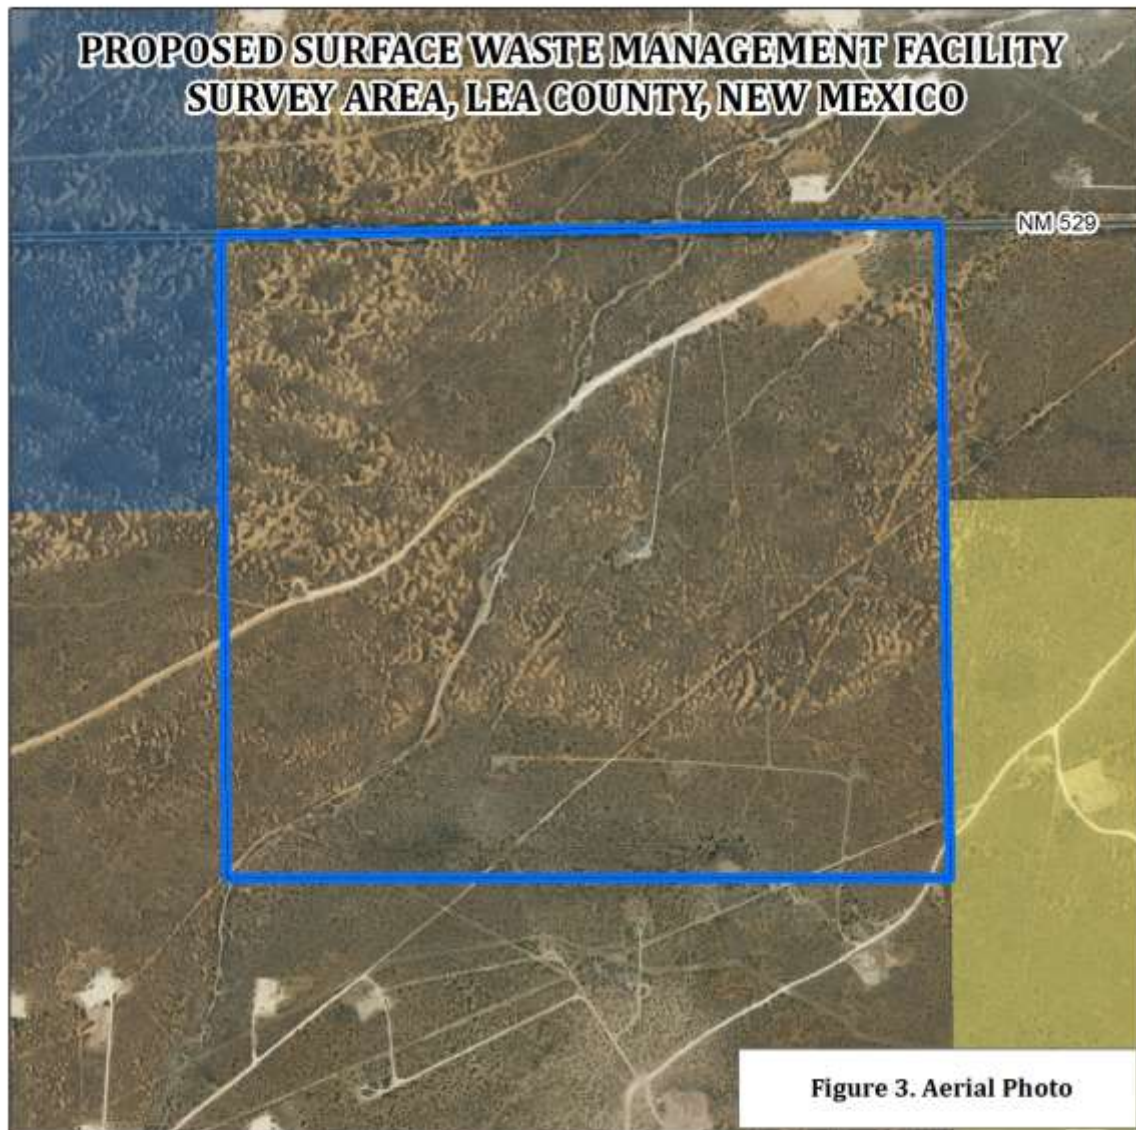 PROPOSED SURFACE WASTE MANAGEMENT FACILITY
SURVEY AREA, LEA COUNTY, NEW MEXICO
NM 529
Figure 3. Aerial Photo